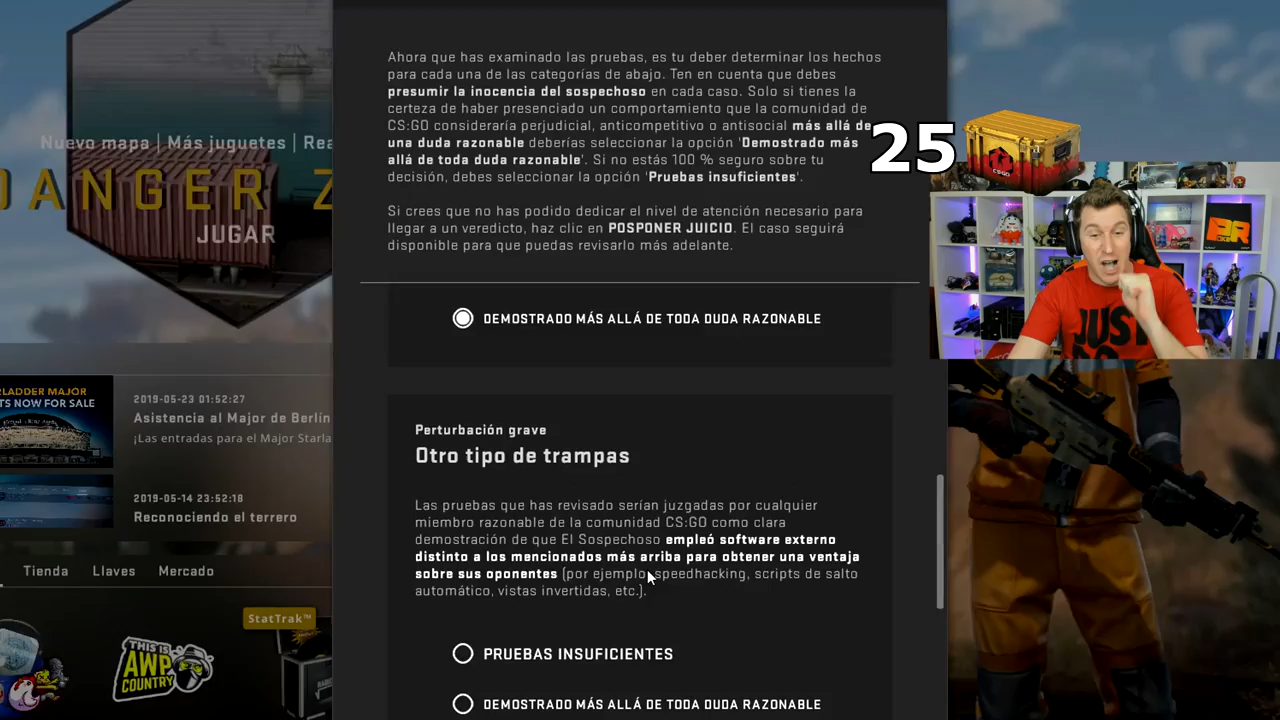 Ahora que has examinado las pruebas, es tu deber determinar los hechos
para cada una de las categorías de abajo. Ten en cuenta que debes
presumir la inocencia del sospechoso en cada caso. Solo si tienes la
certeza de haber presenciado un comportamiento que la comunidad de
CS:GO consideraría perjudicial, anticompetitivo o antisocial más allá de
una duda razonable deberías seleccionar la opción 'Demostrado más
allá de toda duda razonable'. Si no estás 100 % seguro sobre tu
decisión, debes seleccionar la opción 'Pruebas insuficientes'.
Si crees que no has podido dedicar el nivel de atención necesario para
llegar a un veredicto, haz clic en POSPONER JUICIO. El caso seguirá
disponible para que puedas revisarlo más adelante.
DEMOSTRADO MÁS ALLÁ DE TODA DUDA RAZONABLE
Perturbación grave
Otro tipo de trampas
Las pruebas que has revisado serían juzgadas por cualquier
miembro razonable de la comunidad CS:GO como clara
demostración de que El Sospechoso empleó software externo
distinto a los mencionados más arriba para obtener una ventaja
sobre sus oponentes (por ejemplo, speedhacking, scripts de salto
automático, vistas invertidas, etc.).
PRUEBAS INSUFICIENTES
DEMOSTRADO MÁS ALLÁ DE TODA DUDA RAZONABLE
Nuevo mapa | Más juguetes | Rea
DANGER Z
JUGAR
RLADDER MAJOR
TS NOW FOR SALE
2019-05-23 01:52:27
Asistencia al Major de Berlín
¡Las entradas para el Major Starla
2019-05-14 23:52:18
Reconociendo el terrero
Tienda Llaves Mercado
StatTrak™
THIS IS
AWP
COUNTRY
25
CS:GO
JUST